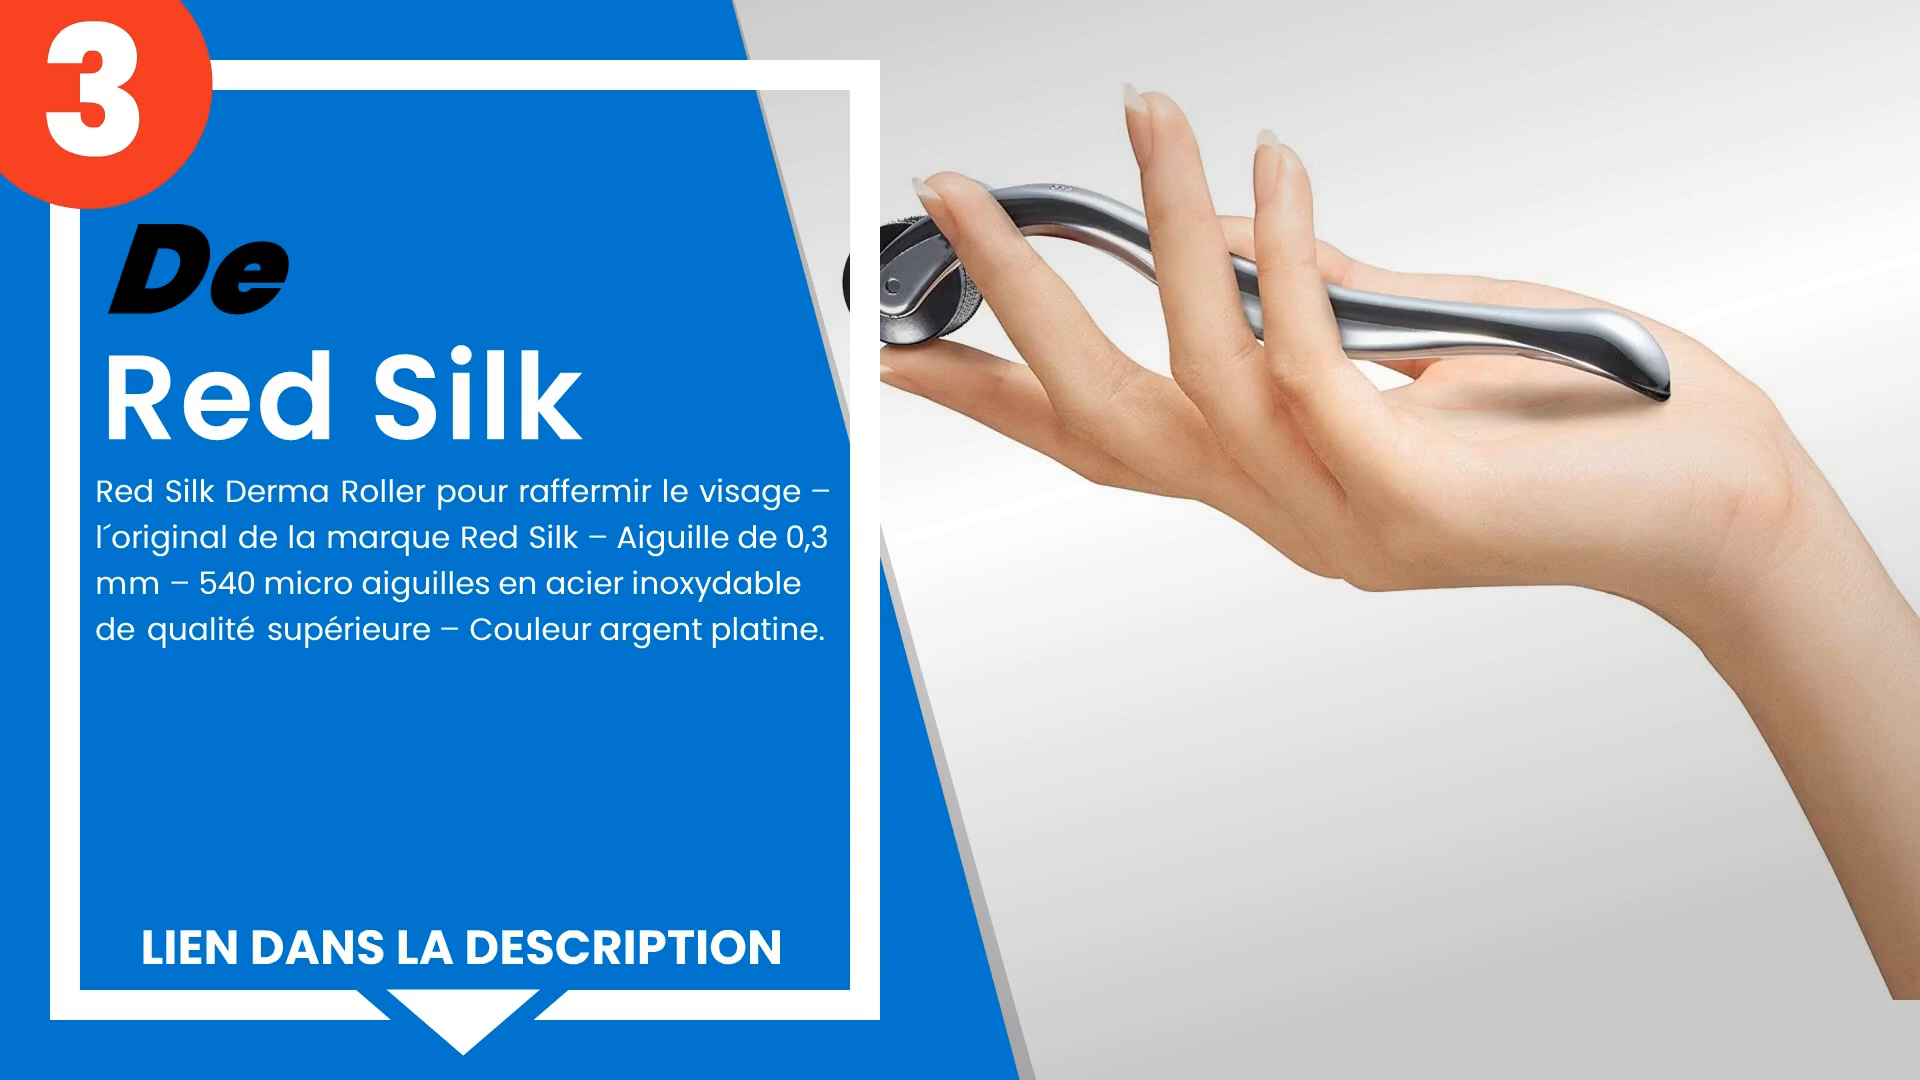 3
De
Red Silk
Red Silk Derma Roller pour raffermir le visage –
l´original de la marque Red Silk – Aiguille de 0,3
mm – 540 micro aiguilles en acier inoxydable
de qualité supérieure – Couleur argent platine.
LIEN DANS LA DESCRIPTION